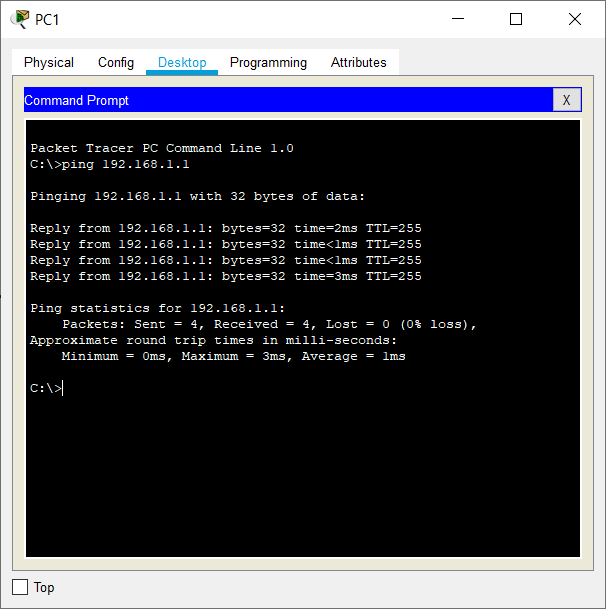 PC1
Physical Config Desktop Programming Attributes
Command Prompt X
Packet Tracer PC Command Line 1.0
C:\>ping 192.168.1.1
Pinging 192.168.1.1 with 32 bytes of data:
Reply from 192.168.1.1: bytes=32 time=2ms TTL=255
Reply from 192.168.1.1: bytes=32 time<1ms TTL=255
Reply from 192.168.1.1: bytes=32 time<1ms TTL=255
Reply from 192.168.1.1: bytes=32 time=3ms TTL=255
Ping statistics for 192.168.1.1:
    Packets: Sent = 4, Received = 4, Lost = 0 (0% loss),
Approximate round trip times in milli-seconds:
    Minimum = 0ms, Maximum = 3ms, Average = 1ms
C:\>
Top